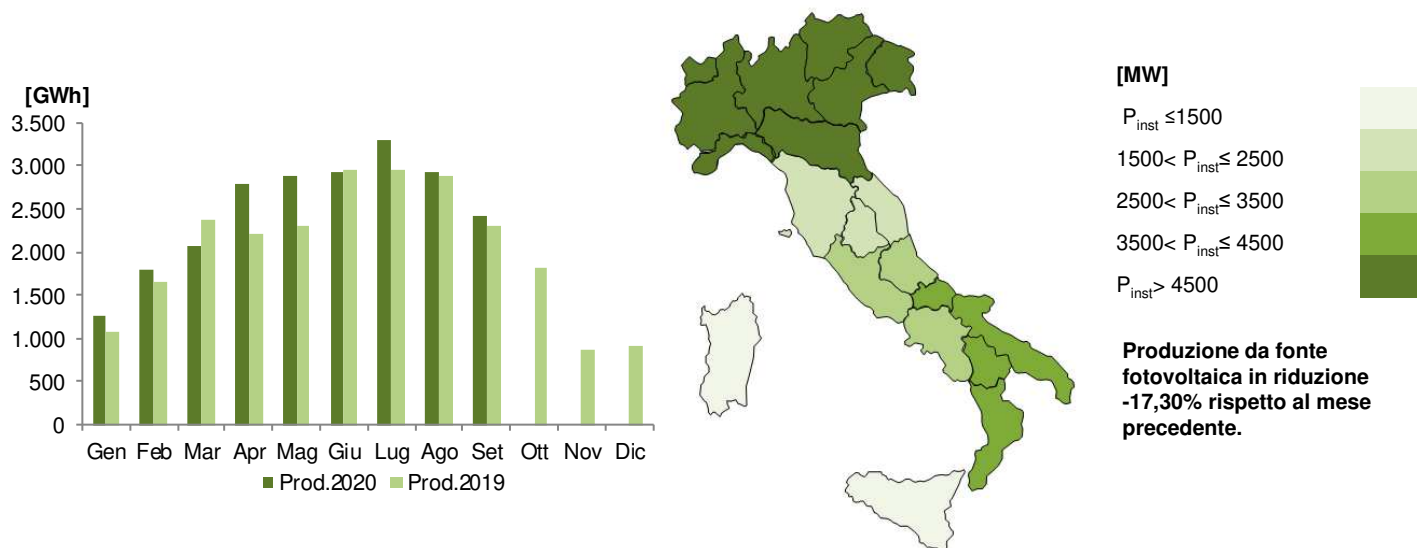 [GWh]
3.500
3.000
2.500
2.000
1.500
1.000
500
0
Gen Feb Mar Apr Mag Giu Lug Ago Set Ott Nov Dic
Prod.2020 Prod.2019
[MW]
Pinst ≤1500
1500< Pinst≤ 2500
2500< Pinst≤ 3500
3500< Pinst≤ 4500
Pinst> 4500
Produzione da fonte
fotovoltaica in riduzione
-17,30% rispetto al mese
precedente.